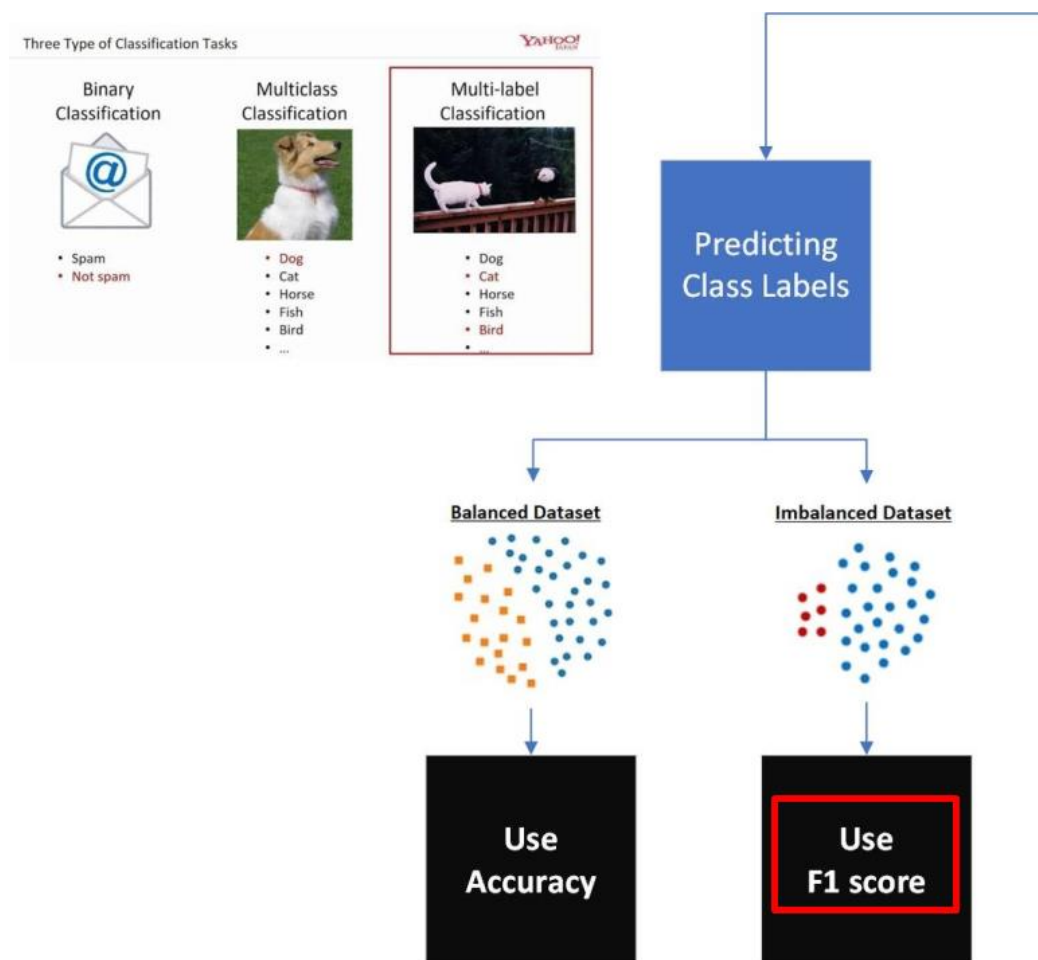 Three Type of Classification Tasks
YAHOO!
JAPAN
Binary
Classification
@
• Spam
• Not spam
Multiclass
Classification
• Dog
• Cat
• Horse
• Fish
• Bird
• ...
Multi-label
Classification
• Dog
• Cat
• Horse
• Fish
• Bird
• ...
Predicting
Class Labels
Balanced Dataset
Imbalanced Dataset
Use
Accuracy
Use
F1 score